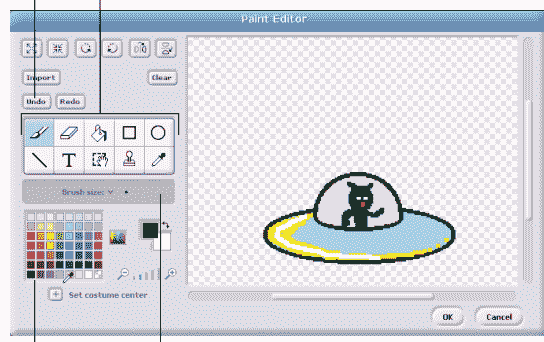 Paint Editor
Import
Clear
Undo
Redo
T
Brush size:
Set costume center
OK
Cancel